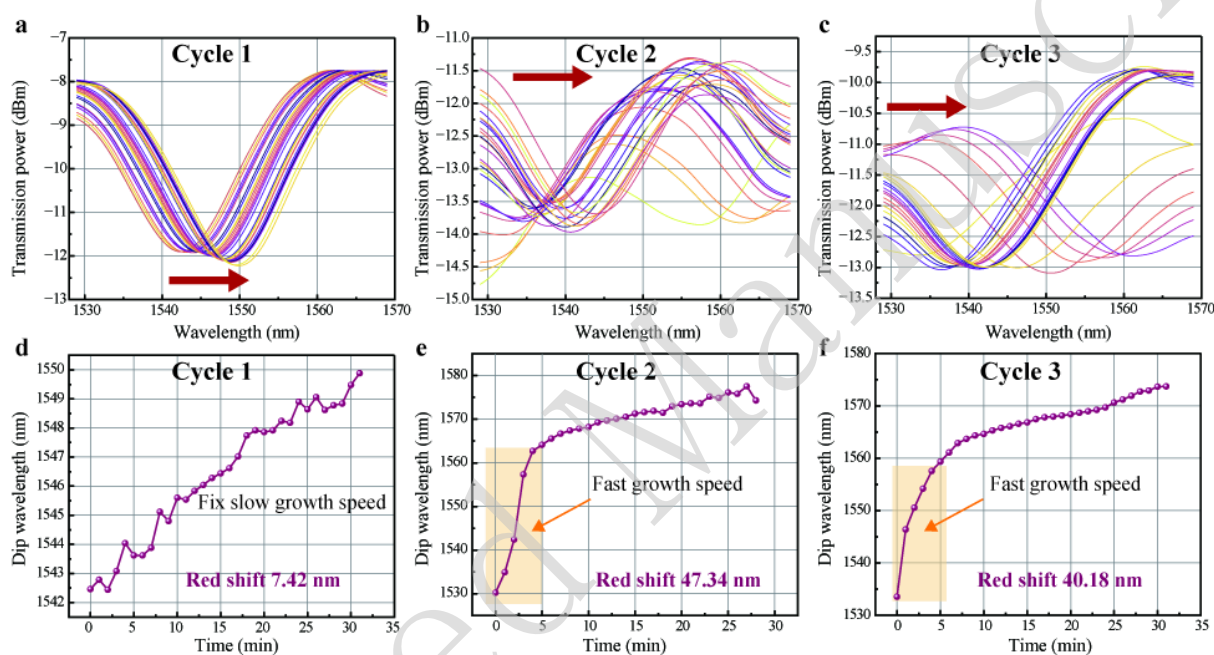 a
Cycle 1
−7
−8
−9
−10
−11
−12
−13
1530
1540
1550
1560
1570
Transmission power (dBm)
Wavelength (nm)
b
Cycle 2
−11.0
−11.5
−12.0
−12.5
−13.0
−13.5
−14.0
−14.5
−15.0
1530
1540
1550
1560
1570
Transmission power (dBm)
Wavelength (nm)
c
Cycle 3
−9.5
−10.0
−10.5
−11.0
−11.5
−12.0
−12.5
−13.0
−13.5
1530
1540
1550
1560
1570
Transmission power (dBm)
Wavelength (nm)
d
Cycle 1
1550
1549
1548
1547
1546
1545
1544
1543
1542
Fix slow growth speed
Red shift 7.42 nm
0
5
10
15
20
25
30
35
Dip wavelength (nm)
Time (min)
e
Cycle 2
1580
1570
1560
1550
1540
1530
Fast growth speed
Red shift 47.34 nm
0
5
10
15
20
25
30
Dip wavelength (nm)
Time (min)
f
Cycle 3
1580
1570
1560
1550
1540
1530
Fast growth speed
Red shift 40.18 nm
0
5
10
15
20
25
30
Dip wavelength (nm)
Time (min)
ed Manusc